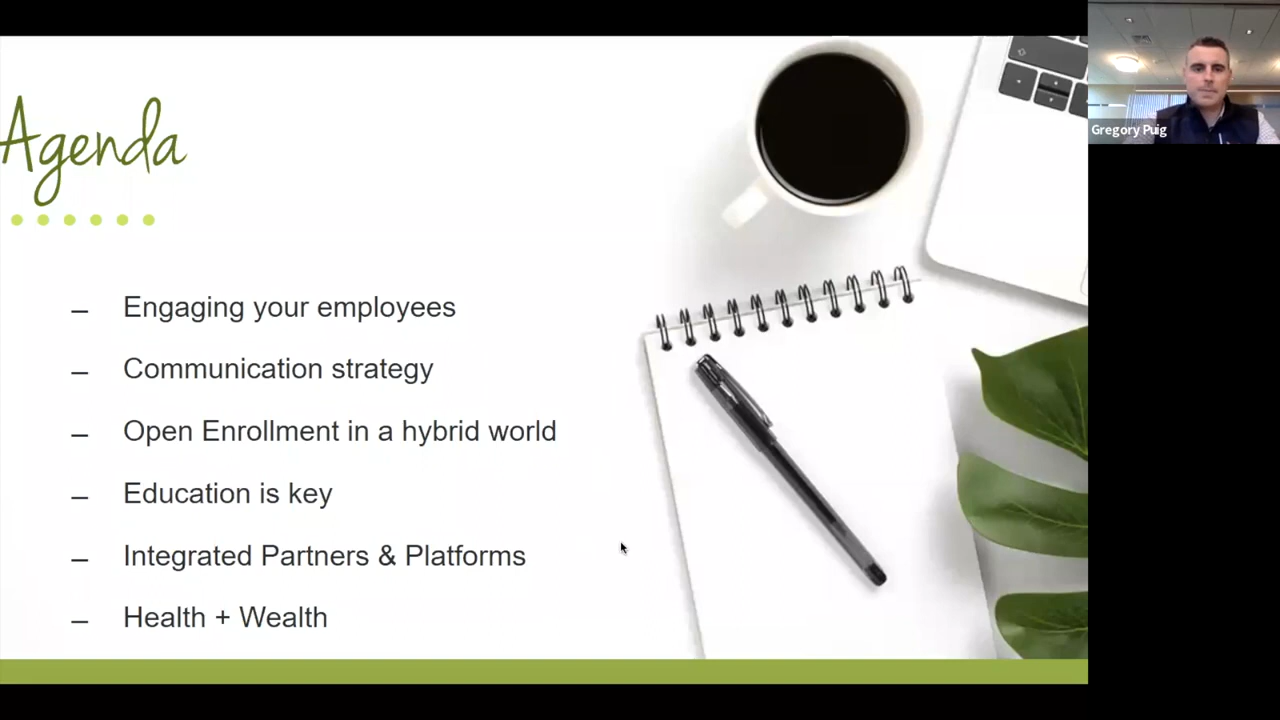 Agenda
– Engaging your employees
– Communication strategy
– Open Enrollment in a hybrid world
– Education is key
– Integrated Partners & Platforms
– Health + Wealth
Gregory Puig